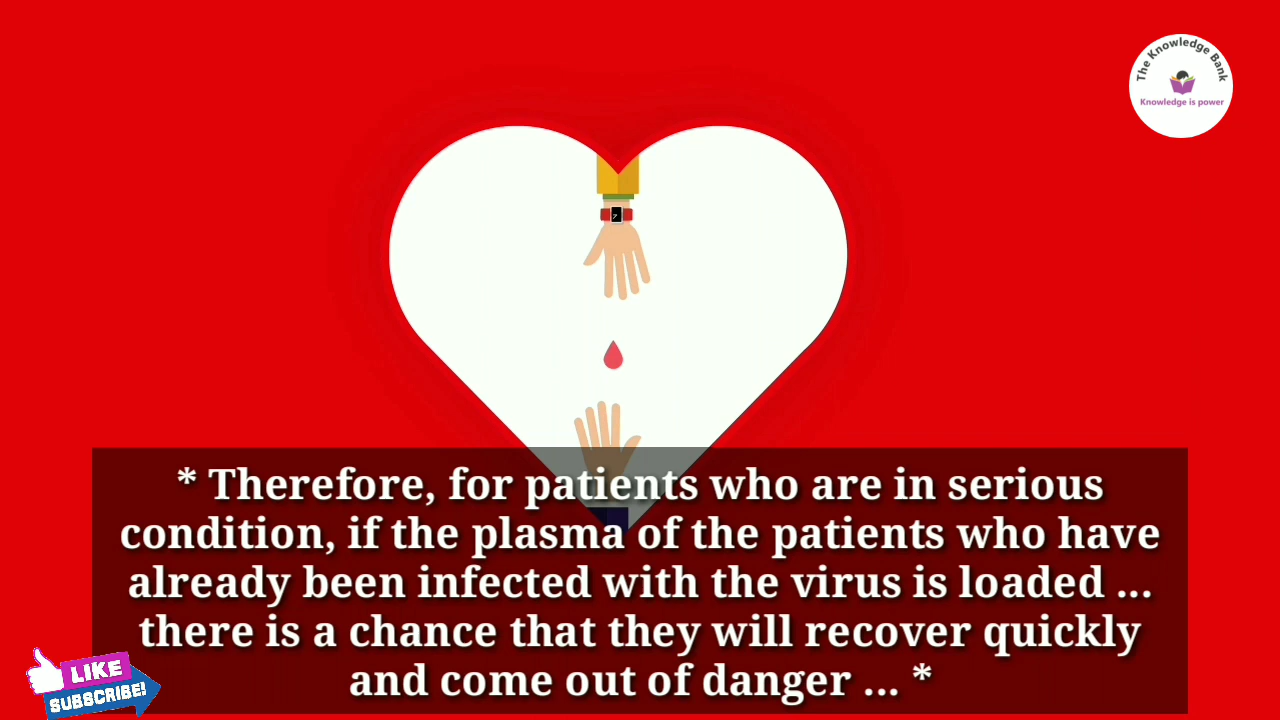 The Knowledge Bank
Knowledge is power
* Therefore, for patients who are in serious
condition, if the plasma of the patients who have
already been infected with the virus is loaded ...
there is a chance that they will recover quickly
and come out of danger ... *
LIKE
SUBSCRIBE!